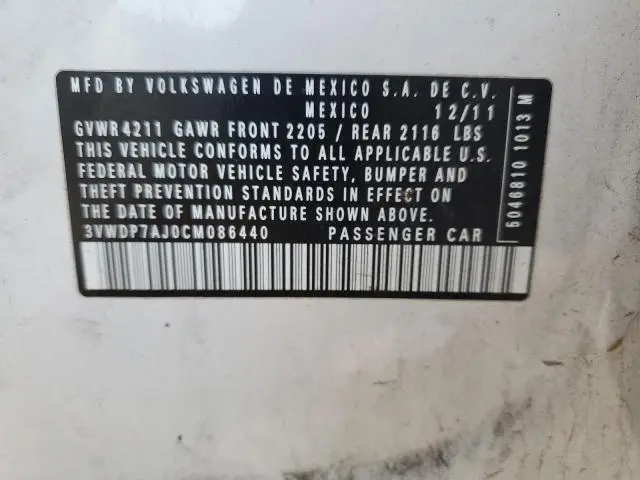 MFD BY VOLKSWAGEN DE MEXICO S.A. DE C.V.
MEXICO 12/11
GVWR 4211 GAWR FRONT 2205 / REAR 2116 LBS
THIS VEHICLE CONFORMS TO ALL APPLICABLE U.S.
FEDERAL MOTOR VEHICLE SAFETY, BUMPER AND
THEFT PREVENTION STANDARDS IN EFFECT ON
THE DATE OF MANUFACTURE SHOWN ABOVE.
3VWDP7AJ0CM086440 PASSENGER CAR
5046810 1013 M